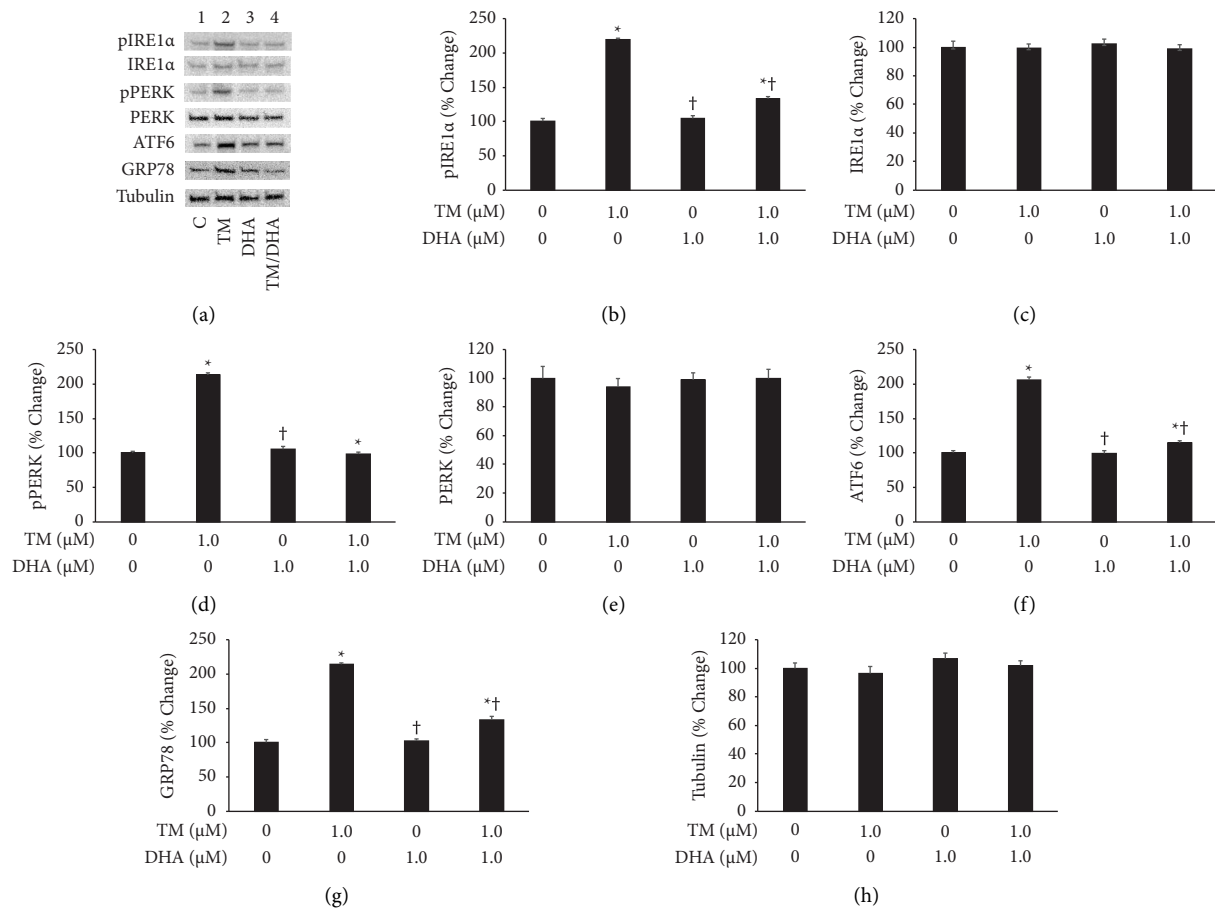 1 2 3 4
pIRE1α
IRE1α
pPERK
PERK
ATF6
GRP78
Tubulin
C
TM
DHA
TM/DHA
(a)
pIRE1α (% Change)
250
200
150
100
50
0
*
†
*†
TM (μM) 0 1.0 0 1.0
DHA (μM) 0 0 1.0 1.0
(b)
IRE1α (% Change)
120
100
80
60
40
20
0
TM (μM) 0 1.0 0 1.0
DHA (μM) 0 0 1.0 1.0
(c)
pPERK (% Change)
250
200
150
100
50
0
*
†
*
TM (μM) 0 1.0 0 1.0
DHA (μM) 0 0 1.0 1.0
(d)
PERK (% Change)
120
100
80
60
40
20
0
TM (μM) 0 1.0 0 1.0
DHA (μM) 0 0 1.0 1.0
(e)
ATF6 (% Change)
250
200
150
100
50
0
*
†
*†
TM (μM) 0 1.0 0 1.0
DHA (μM) 0 0 1.0 1.0
(f)
GRP78 (% Change)
250
200
150
100
50
0
*
†
*†
TM (μM) 0 1.0 0 1.0
DHA (μM) 0 0 1.0 1.0
(g)
Tubulin (% Change)
120
100
80
60
40
20
0
TM (μM) 0 1.0 0 1.0
DHA (μM) 0 0 1.0 1.0
(h)